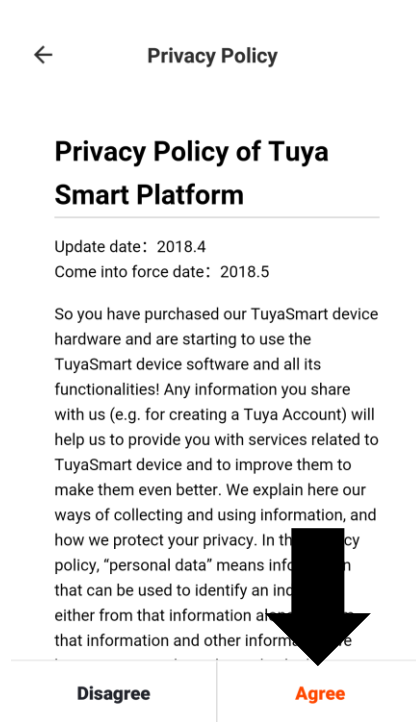 Privacy Policy
Privacy Policy of Tuya
Smart Platform
Update date：2018.4
Come into force date：2018.5
So you have purchased our TuyaSmart device
hardware and are starting to use the
TuyaSmart device software and all its
functionalities! Any information you share
with us (e.g. for creating a Tuya Account) will
help us to provide you with services related to
TuyaSmart device and to improve them to
make them even better. We explain here our
ways of collecting and using information, and
how we protect your privacy. In
policy, “personal data” means
that can be used to identify an
either from that information
that information and other
Disagree
Agree